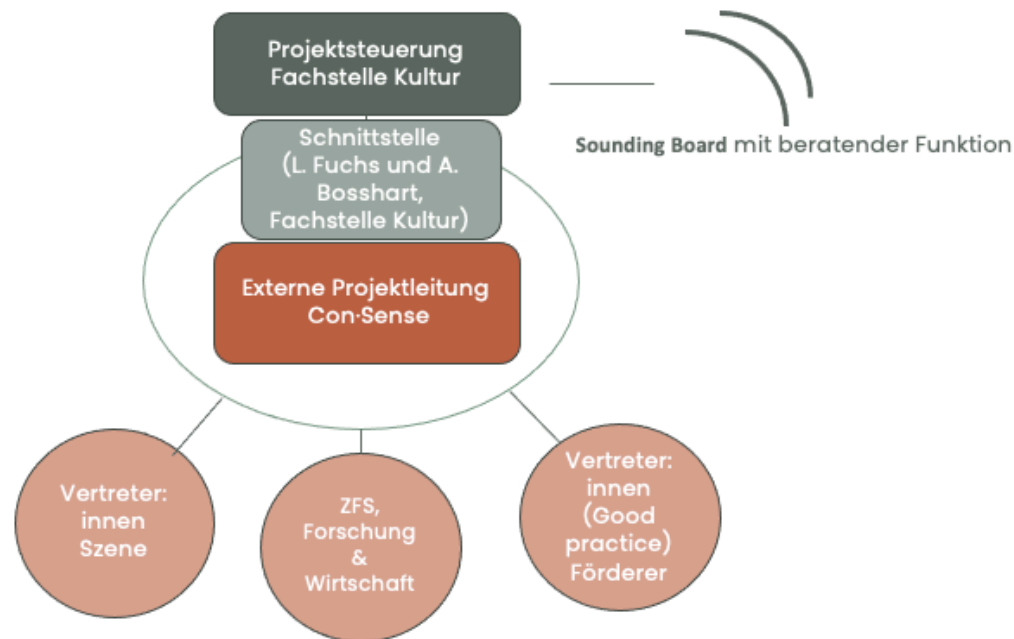 Projektsteuerung
Fachstelle Kultur
Schnittstelle
(L. Fuchs und A.
Bosshart,
Fachstelle Kultur)
Sounding Board mit beratender Funktion
Externe Projektleitung
Con·Sense
Vertreter:
innen
Szene
ZFS,
Forschung
&
Wirtschaft
Vertreter:
innen
(Good
practice)
Förderer